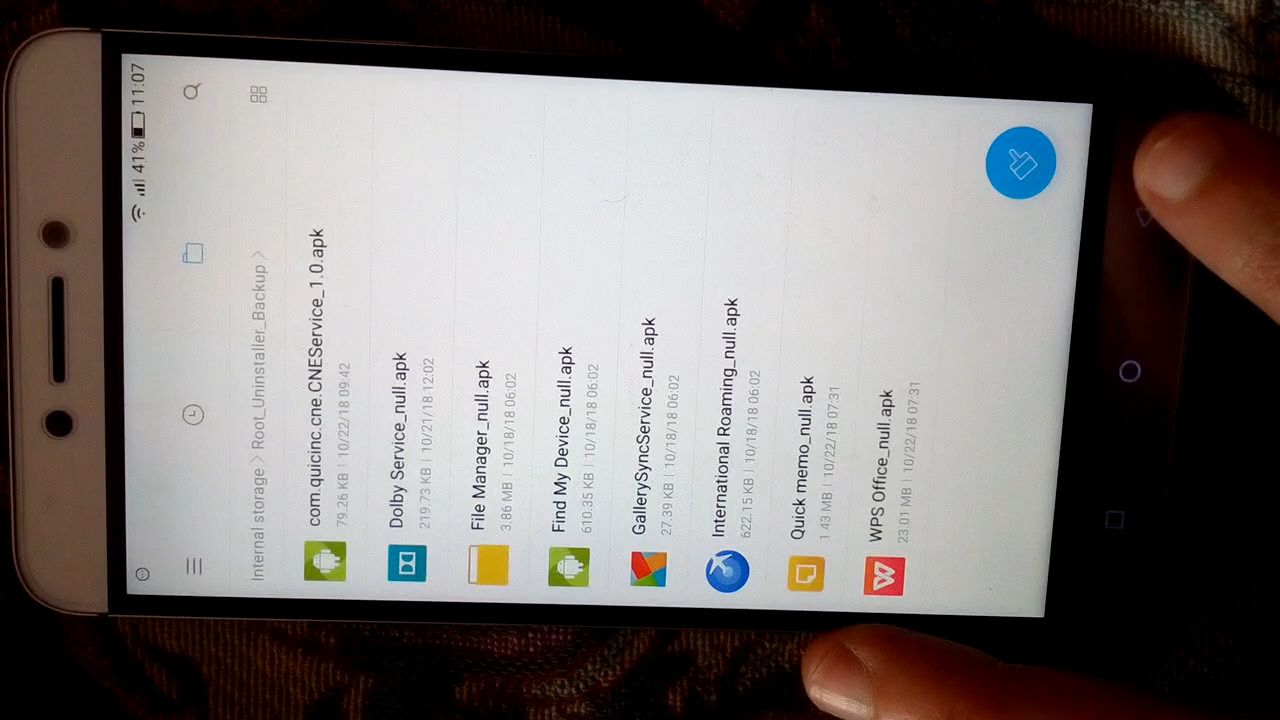 41% 11:07
Internal storage > Root_Uninstaller_Backup >
com.quicinc.cne.CNEService_1.0.apk
79.26 KB | 10/22/18 09:42
Dolby Service_null.apk
219.73 KB | 10/21/18 12:02
File Manager_null.apk
3.86 MB | 10/18/18 06:02
Find My Device_null.apk
610.35 KB | 10/18/18 06:02
GallerySyncService_null.apk
27.39 KB | 10/18/18 06:02
International Roaming_null.apk
622.15 KB | 10/18/18 06:02
Quick memo_null.apk
1.43 MB | 10/22/18 07:31
WPS Office_null.apk
23.01 MB | 10/22/18 07:31